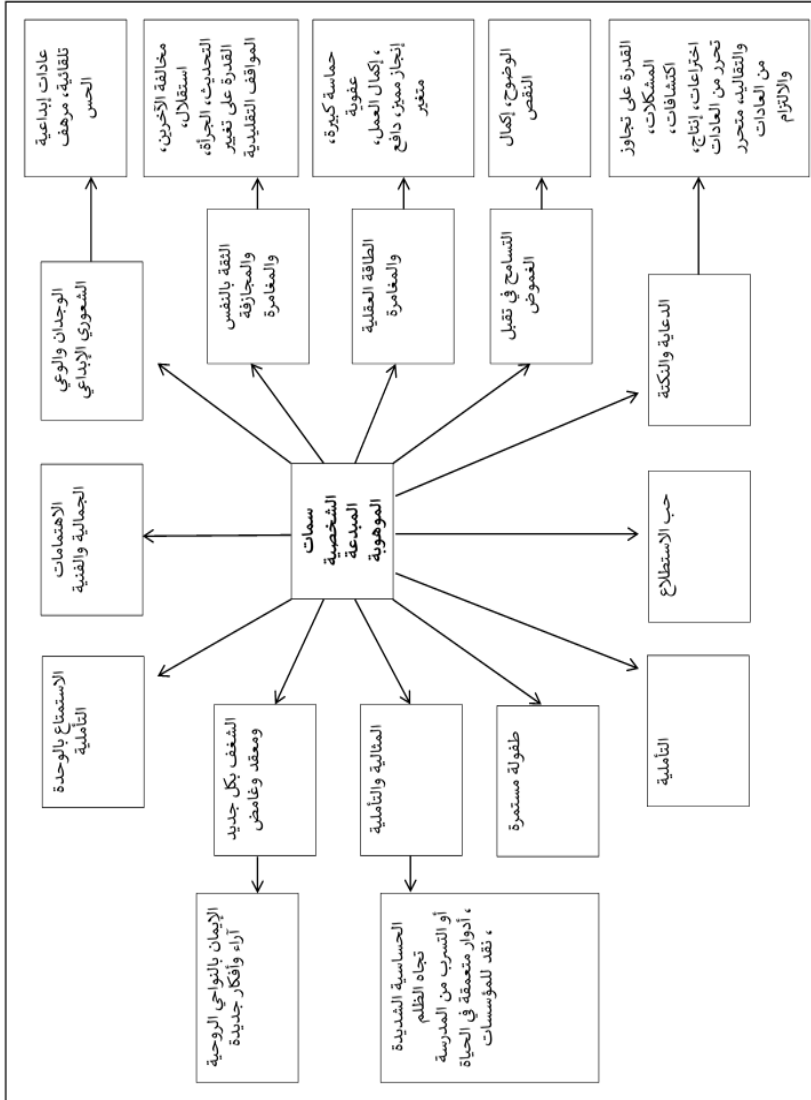 الإيمان بالنواحي الروحية
آراء وأفكار جديدة
الحساسية الشديدة
تجاه الظلم
أو التسرب من المدرسة
، أدوار متعمقة في الحياة
، نقد للمؤسسات
الاستمتاع بالوحدة
التأملية
الشغف بكل جديد
ومعقد وغامض
المثالية والتأملية
طفولة مستمرة
التأملية
الاهتمامات
الجمالية والفنية
سمات
الشخصية
المبدعة
الموهوبة
حب الاستطلاع
الوجدان والوعي
الشعوري الإبداعي
الثقة بالنفس
والمجازفة
والمغامرة
الطاقة العقلية
والمغامرة
التسامح في تقبل
الغموض
الدعاية والنكتة
عادات إبداعية
تلقائية، مرهف
الحس
مخالفة الآخرين،
استقلال،
التحديث، الجرأة،
القدرة على تغيير
المواقف التقليدية
حماسة كبيرة،
عفوية
، إكمال العمل،
إنجاز مميز، دافع
متغير
الوضوح، إكمال
النقص
القدرة على تجاوز
المشكلات،
اكتشافات،
اختراعات، إنتاج،
تحرر من العادات
والتقاليد، متحرر
من العادات
والالتزام